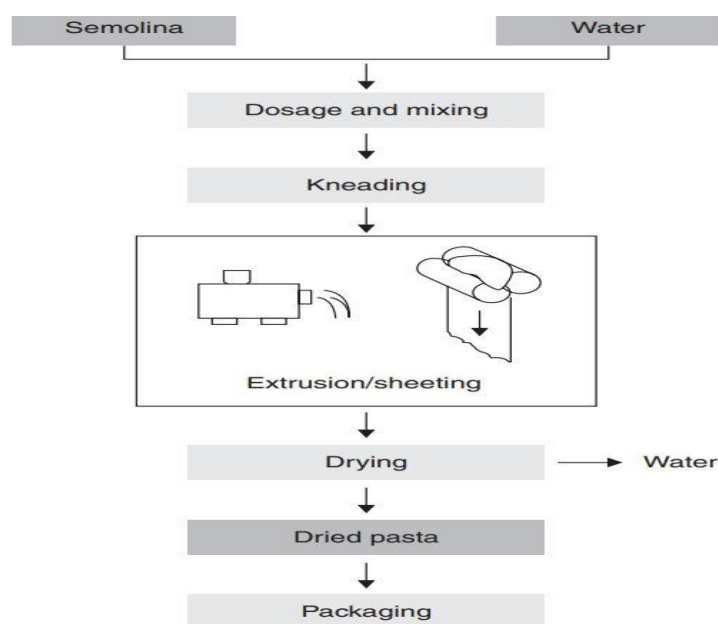 Semolina
Water
Dosage and mixing
Kneading
Extrusion/sheeting
Drying
Water
Dried pasta
Packaging